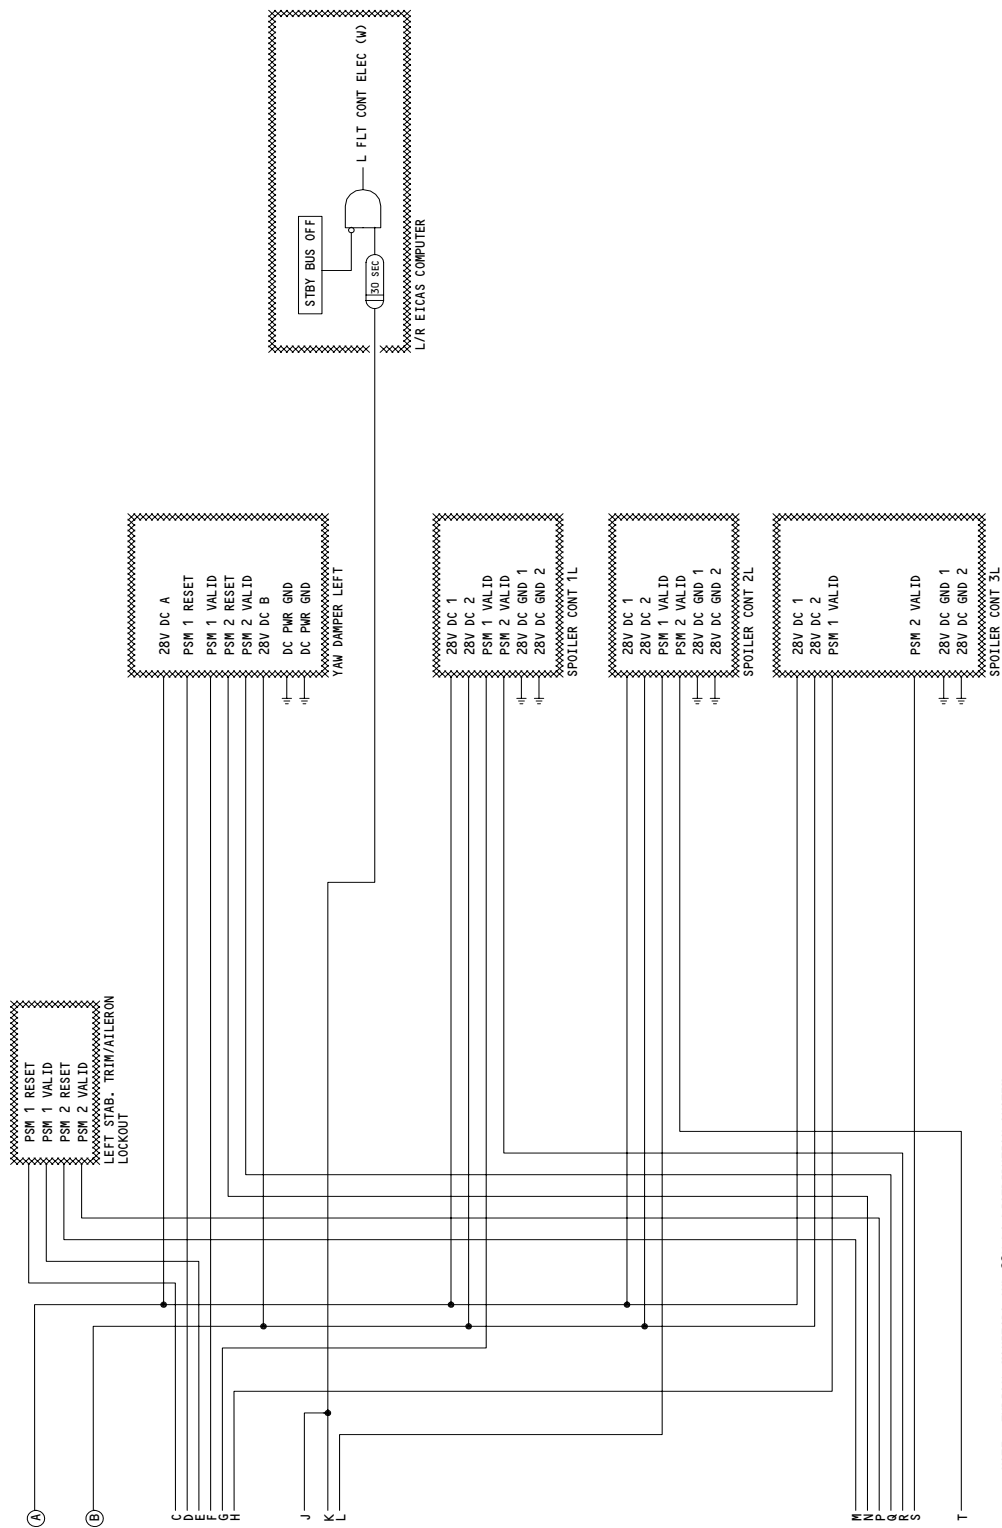 PSM 1 RESET
PSM 1 VALID
PSM 2 RESET
PSM 2 VALID
LEFT STAB. TRIM/AILERON
LOCKOUT
28V DC A
PSM 1 RESET
PSM 1 VALID
PSM 2 RESET
PSM 2 VALID
28V DC B
DC PWR GND
DC PWR GND
YAW DAMPER LEFT
STBY BUS OFF
30 SEC
L FLT CONT ELEC (W)
L/R EICAS COMPUTER
28V DC 1
28V DC 2
PSM 1 VALID
PSM 2 VALID
28V DC GND 1
28V DC GND 2
SPOILER CONT 1L
28V DC 1
28V DC 2
PSM 1 VALID
PSM 2 VALID
28V DC GND 1
28V DC GND 2
SPOILER CONT 2L
28V DC 1
28V DC 2
PSM 1 VALID
PSM 2 VALID
28V DC GND 1
28V DC GND 2
SPOILER CONT 3L
A
B
C
D
E
F
G
H
J
K
L
M
N
P
Q
R
S
T